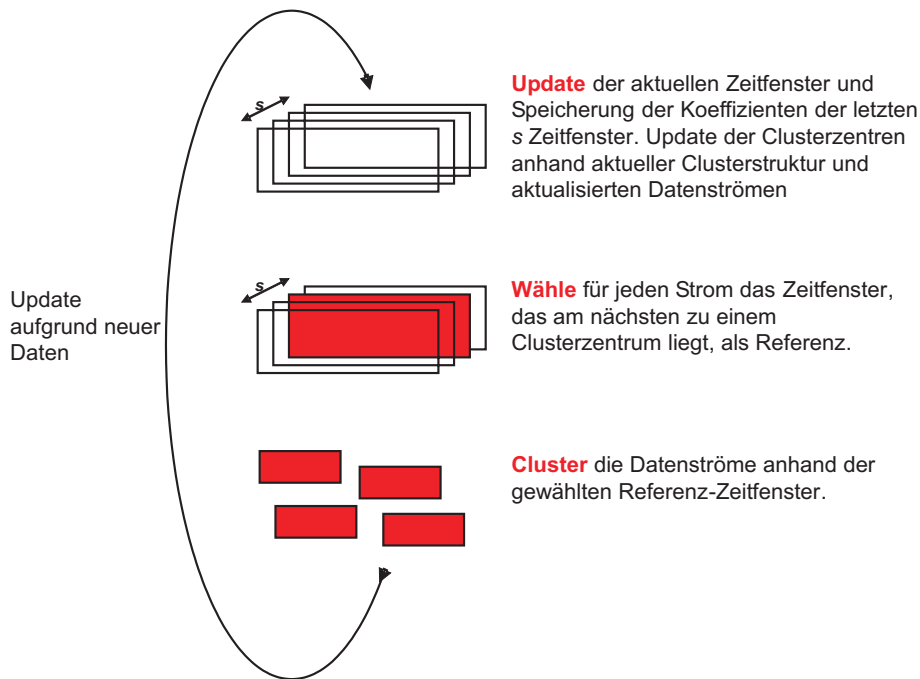 s
Update der aktuellen Zeitfenster und
Speicherung der Koeffizienten der letzten
s Zeitfenster. Update der Clusterzentren
anhand aktueller Clusterstruktur und
aktualisierten Datenströmen
Update
aufgrund neuer
Daten
s
Wähle für jeden Strom das Zeitfenster,
das am nächsten zu einem
Clusterzentrum liegt, als Referenz.
Cluster die Datenströme anhand der
gewählten Referenz-Zeitfenster.